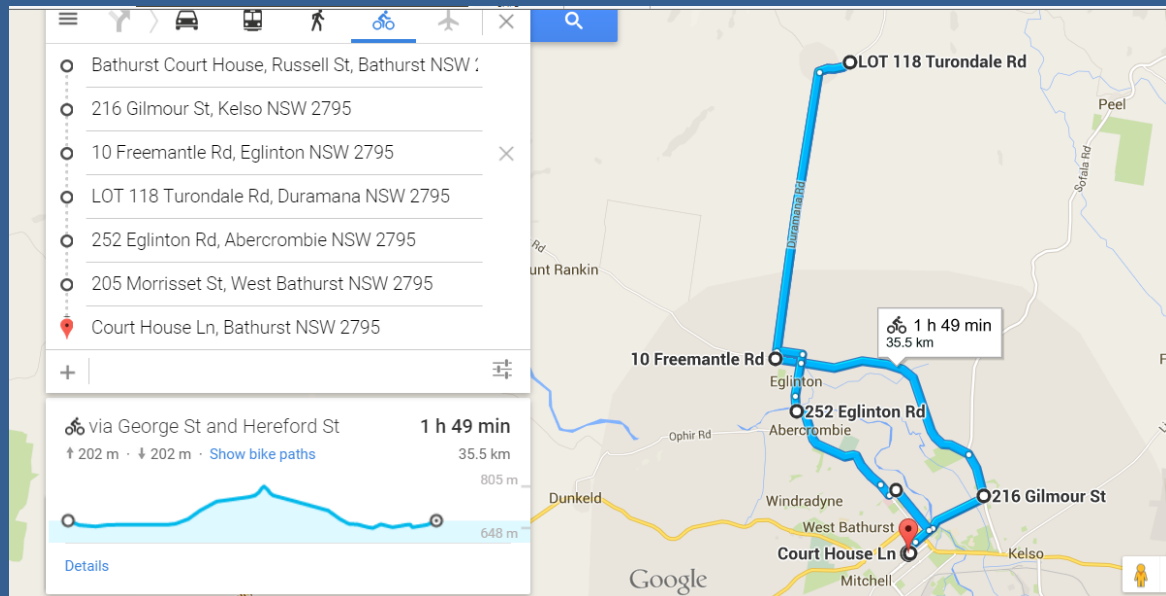 Bathurst Court House, Russell St, Bathurst NSW
216 Gilmour St, Kelso NSW 2795
10 Freemantle Rd, Eglinton NSW 2795
LOT 118 Turondale Rd, Duramana NSW 2795
252 Eglinton Rd, Abercrombie NSW 2795
205 Morrisset St, West Bathurst NSW 2795
Court House Ln, Bathurst NSW 2795
via George St and Hereford St 1 h 49 min
↑ 202 m · ↓ 202 m · Show bike paths 35.5 km
805 m
648 m
Details
LOT 118 Turondale Rd
Peel
Sofala Rd
Duramana Rd
Rd
unt Rankin
1 h 49 min
35.5 km
10 Freemantle Rd
Eglinton
252 Eglinton Rd
Abercrombie
Ophir Rd
Dunkeld
Windradyne
216 Gilmour St
West Bathurst
Court House Ln
Kelso
Mitchell
Google